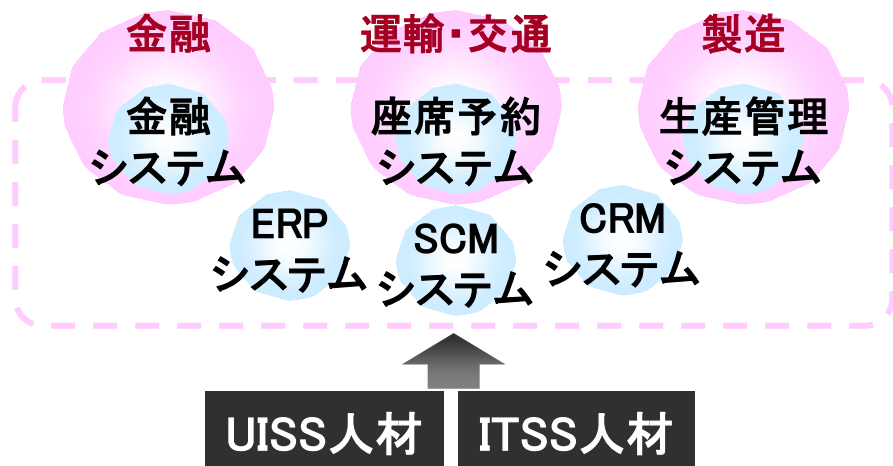 金融
運輸・交通
製造
金融
システム
座席予約
システム
生産管理
システム
ERP
システム
SCM
システム
CRM
システム
UISS人材
ITSS人材